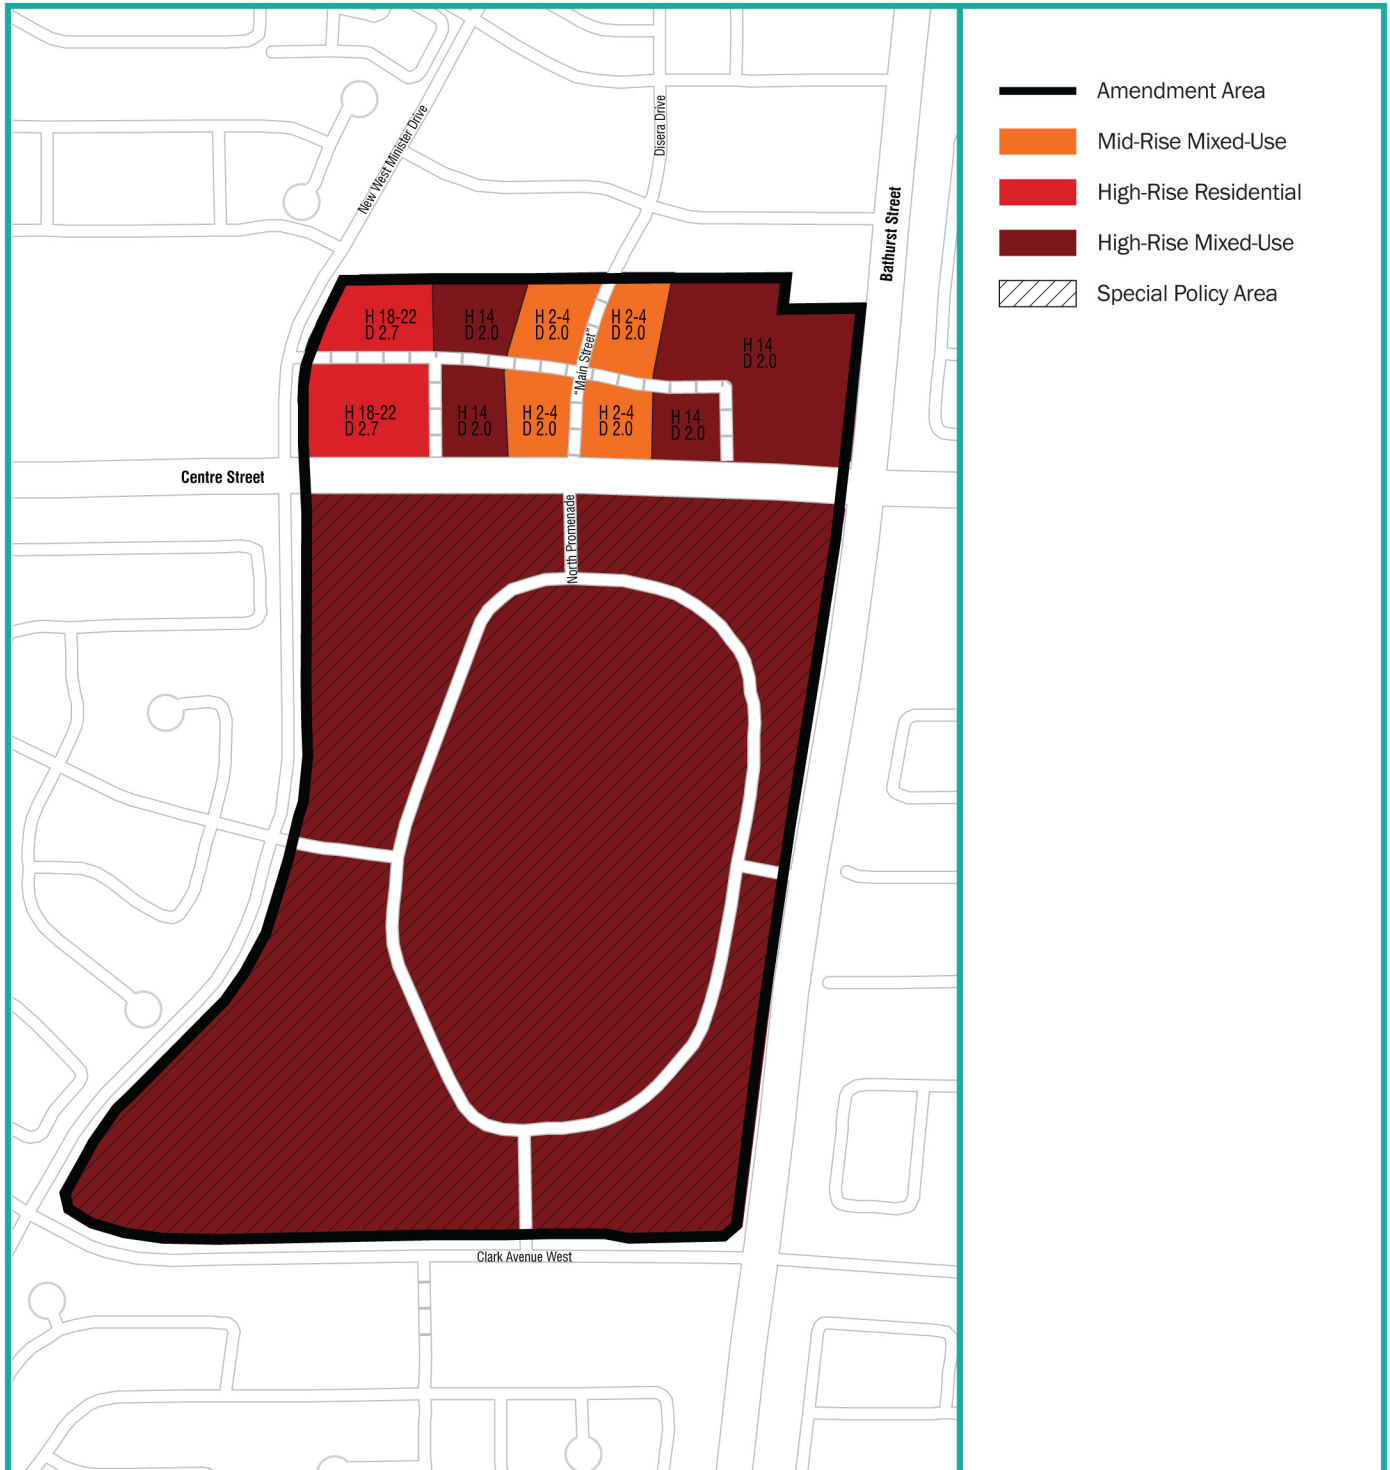 New West Minister Drive
Disera Drive
Bathurst Street
Amendment Area
Mid-Rise Mixed-Use
High-Rise Residential
High-Rise Mixed-Use
Special Policy Area
H 18-22
D 2.7
H 14
D 2.0
H 2-4
D 2.0
H 2-4
D 2.0
H 14
D 2.0
"Main Street"
H 18-22
D 2.7
H 14
D 2.0
H 2-4
D 2.0
H 2-4
D 2.0
H 14
D 2.0
Centre Street
North Promenade
Clark Avenue West